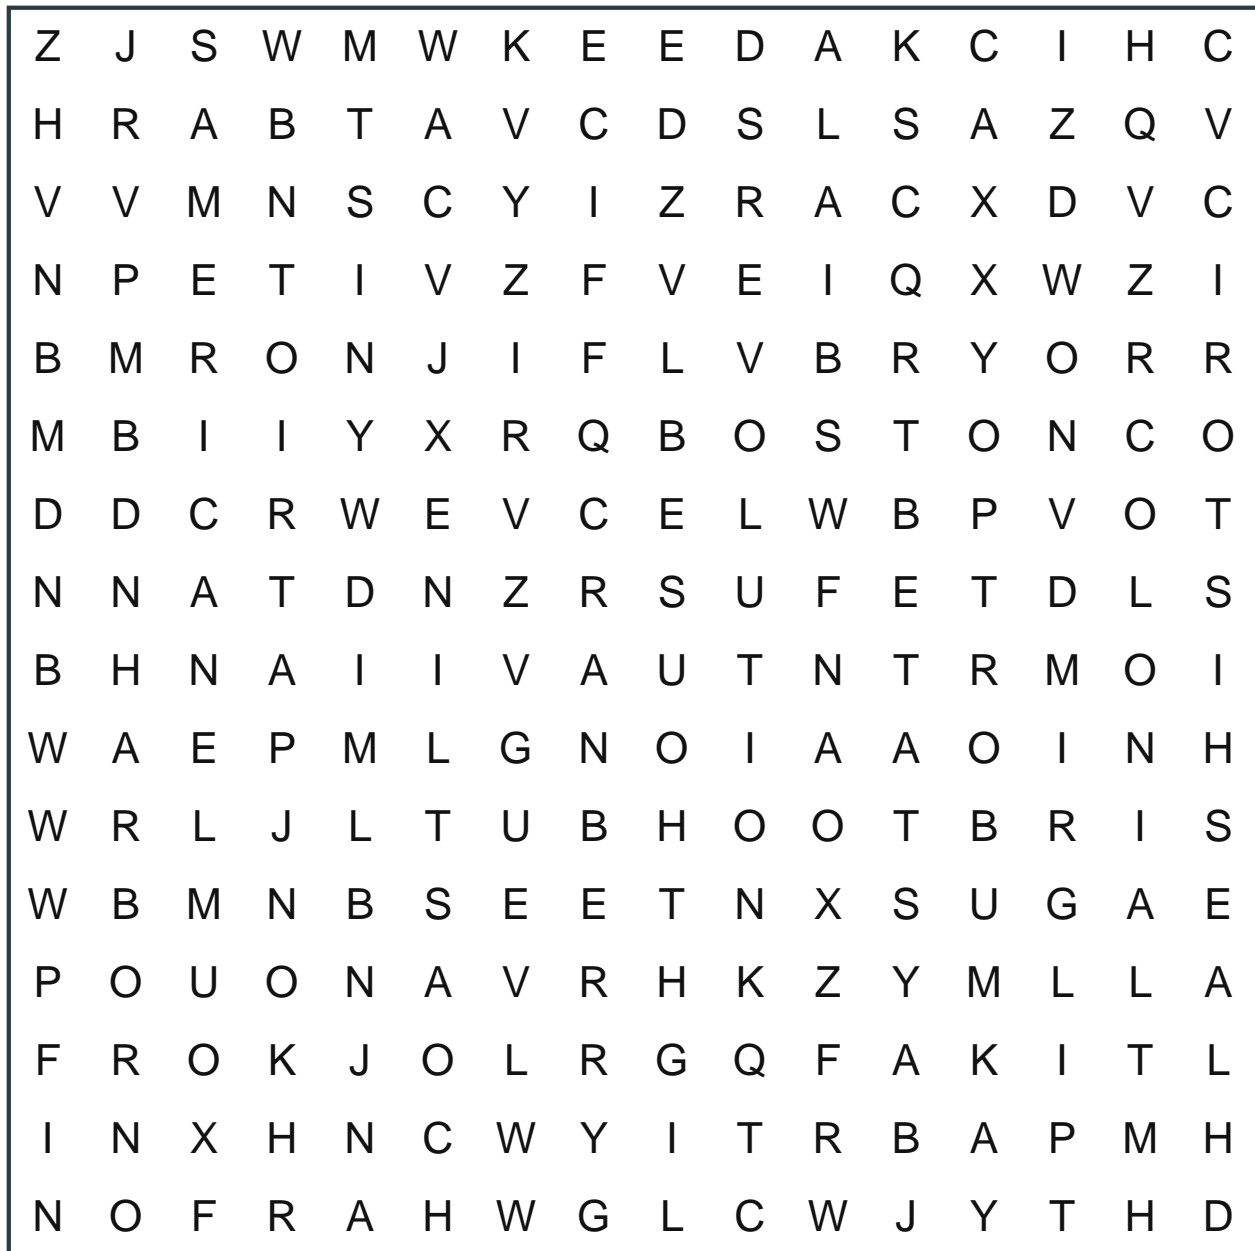 Z J S W M W K E E D A K C I H C
H R A B T A V C D S L S A Z Q V
V V M N S C Y I Z R A C X D V C
N P E T I V Z F V E I Q X W Z I
B M R O N J I F L V B R Y O R R
M B I I Y X R Q B O S T O N C O
D D C R W E V C E L W B P V O T
N N A T D N Z R S U F E T D L S
B H N A I I V A U T N T R M O I
W A E P M L G N O I A A O I N H
W R L J L T U B H O O T B R I S
W B M N B S E E T N X S U G A E
P O U O N A V R H K Z Y M L L A
F R O K J O L R G Q F A K I T L
I N X H N C W Y I T R B A P M H
N O F R A H W G L C W J Y T H D